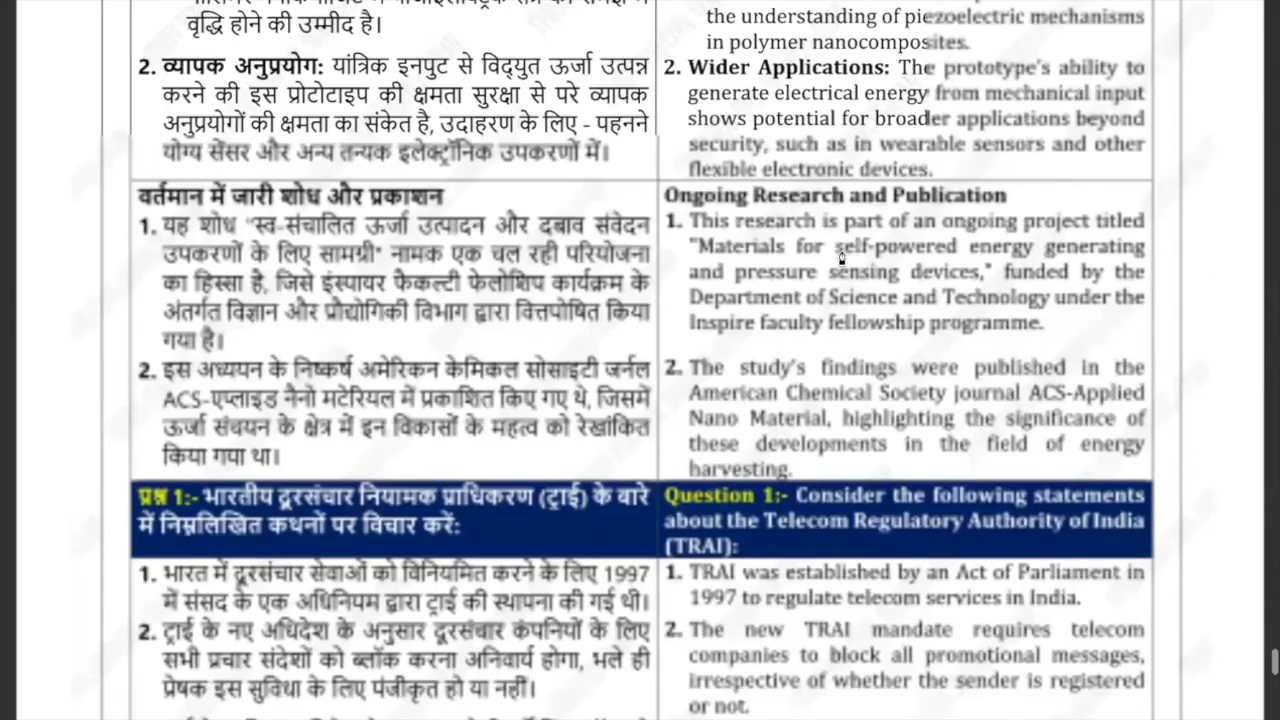 वृद्धि होने की उम्मीद है।
2. व्यापक अनुप्रयोग: यांत्रिक इनपुट से विद्युत ऊर्जा उत्पन्न
करने की इस प्रोटोटाइप की क्षमता सुरक्षा से परे व्यापक
अनुप्रयोगों की क्षमता का संकेत है, उदाहरण के लिए - पहनने
योग्य सेंसर और अन्य तन्यक इलेक्ट्रॉनिक उपकरणों में।
the understanding of piezoelectric mechanisms
in polymer nanocomposites.
2. Wider Applications: The prototype's ability to
generate electrical energy from mechanical input
shows potential for broader applications beyond
security, such as in wearable sensors and other
flexible electronic devices.
वर्तमान में जारी शोध और प्रकाशन
1. यह शोध "स्व-संचालित ऊर्जा उत्पादन और दबाव संवेदन
उपकरणों के लिए सामग्री" नामक एक चल रही परियोजना
का हिस्सा है, जिसे इंस्पायर फैकल्टी फेलोशिप कार्यक्रम के
अंतर्गत विज्ञान और प्रौद्योगिकी विभाग द्वारा वित्तपोषित किया
गया है।
2. इस अध्ययन के निष्कर्ष अमेरिकन केमिकल सोसाइटी जर्नल
ACS-एप्लाइड नैनो मटेरियल में प्रकाशित किए गए थे, जिसमें
ऊर्जा संचयन के क्षेत्र में इन विकासों के महत्व को रेखांकित
किया गया था।
Ongoing Research and Publication
1. This research is part of an ongoing project titled
"Materials for self-powered energy generating
and pressure sensing devices," funded by the
Department of Science and Technology under the
Inspire faculty fellowship programme.
2. The study's findings were published in the
American Chemical Society journal ACS-Applied
Nano Material, highlighting the significance of
these developments in the field of energy
harvesting.
प्रश्न 1:- भारतीय दूरसंचार नियामक प्राधिकरण (ट्राई) के बारे
में निम्नलिखित कथनों पर विचार करें:
Question 1:- Consider the following statements
about the Telecom Regulatory Authority of India
(TRAI):
1. भारत में दूरसंचार सेवाओं को विनियमित करने के लिए 1997
में संसद के एक अधिनियम द्वारा ट्राई की स्थापना की गई थी।
2. ट्राई के नए अधिदेश के अनुसार दूरसंचार कंपनियों के लिए
सभी प्रचार संदेशों को ब्लॉक करना अनिवार्य होगा, भले ही
प्रेषक इस सुविधा के लिए पंजीकृत हो या नहीं।
1. TRAI was established by an Act of Parliament in
1997 to regulate telecom services in India.
2. The new TRAI mandate requires telecom
companies to block all promotional messages,
irrespective of whether the sender is registered
or not.